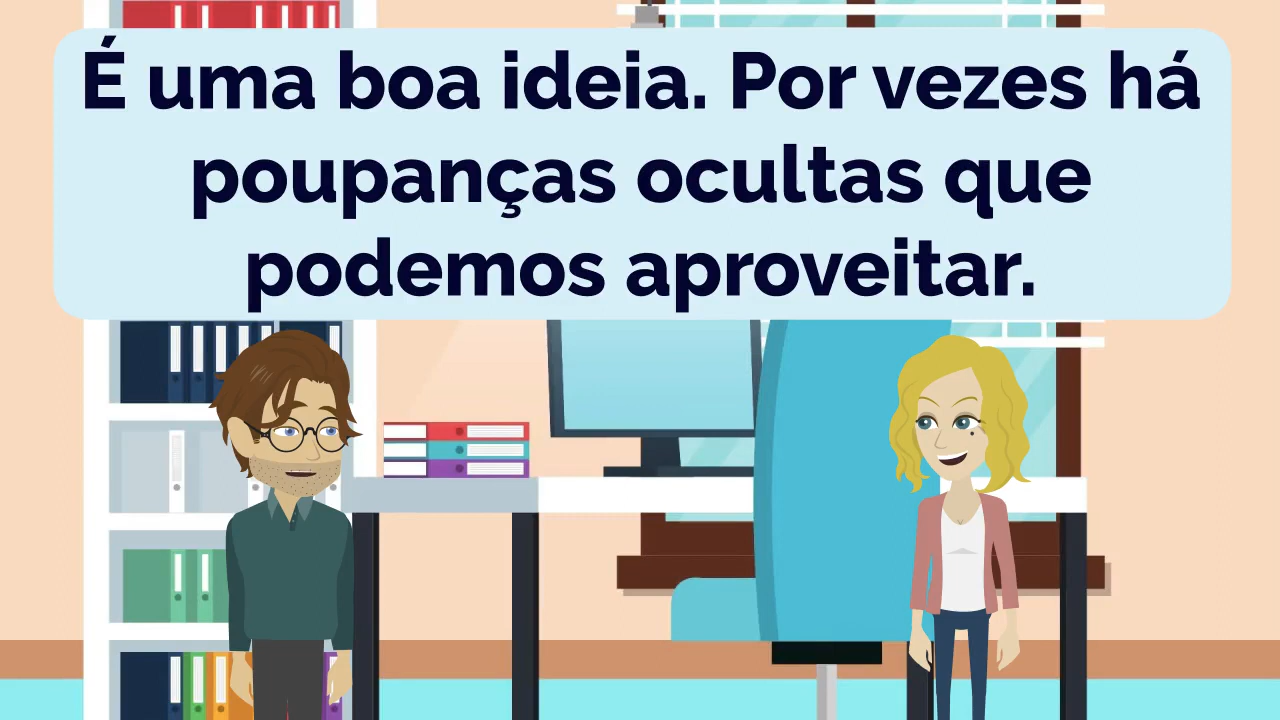 É uma boa ideia. Por vezes há
poupanças ocultas que
podemos aproveitar.